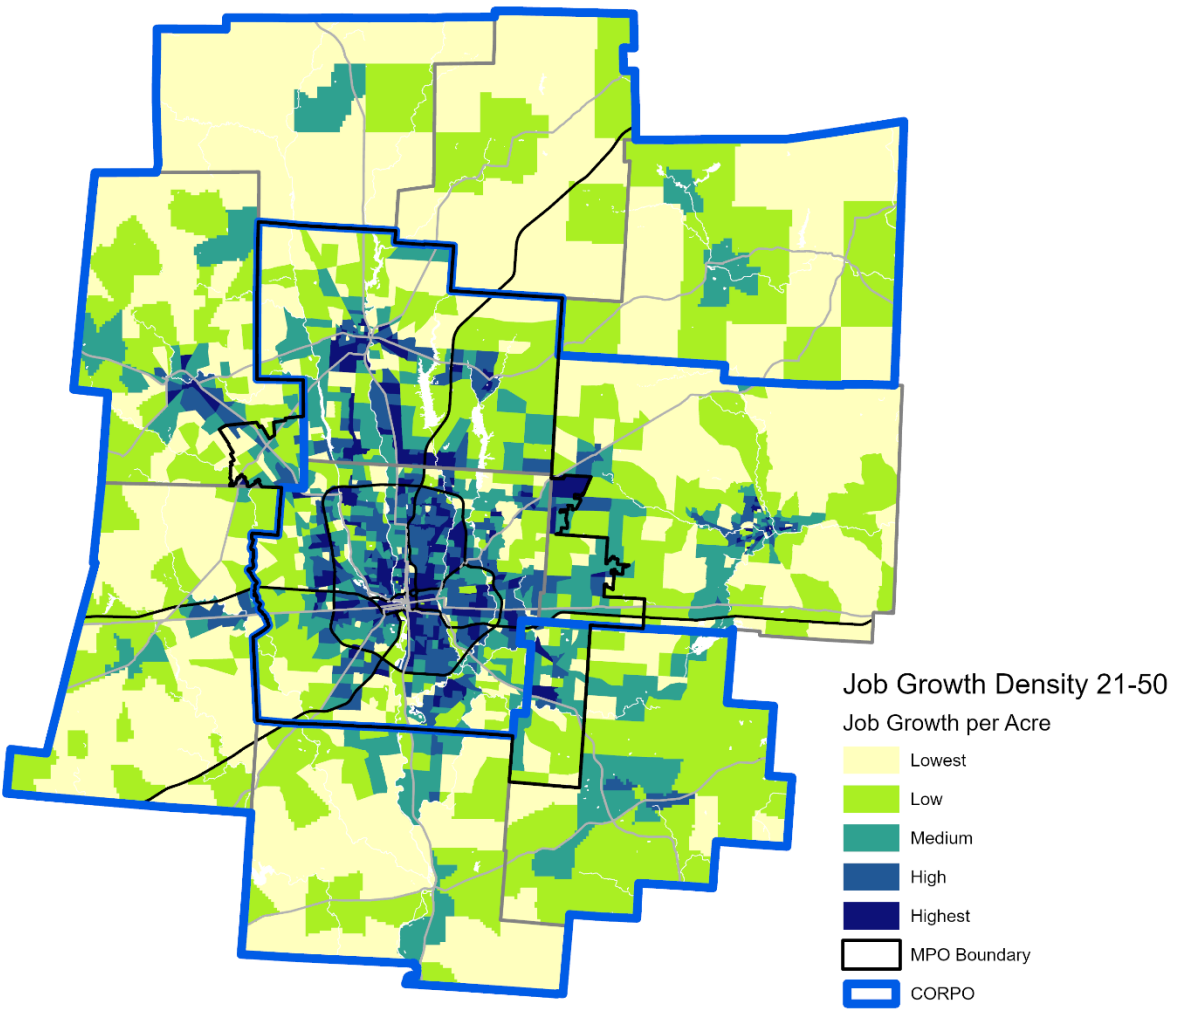 Job Growth Density 21-50
Job Growth per Acre
Lowest
Low
Medium
High
Highest
MPO Boundary
CORPO